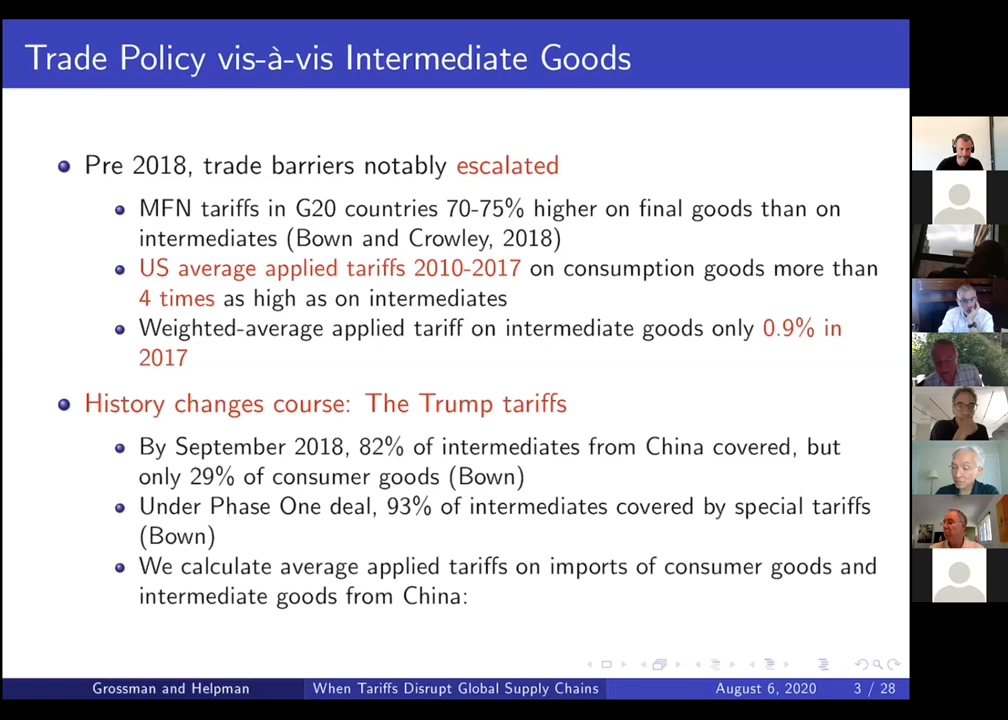 Trade Policy vis-à-vis Intermediate Goods
Pre 2018, trade barriers notably escalated
MFN tariffs in G20 countries 70-75% higher on final goods than on
intermediates (Bown and Crowley, 2018)
US average applied tariffs 2010-2017 on consumption goods more than
4 times as high as on intermediates
Weighted-average applied tariff on intermediate goods only 0.9% in
2017
History changes course: The Trump tariffs
By September 2018, 82% of intermediates from China covered, but
only 29% of consumer goods (Bown)
Under Phase One deal, 93% of intermediates covered by special tariffs
(Bown)
We calculate average applied tariffs on imports of consumer goods and
intermediate goods from China:
Grossman and Helpman When Tariffs Disrupt Global Supply Chains August 6, 2020 3 / 28